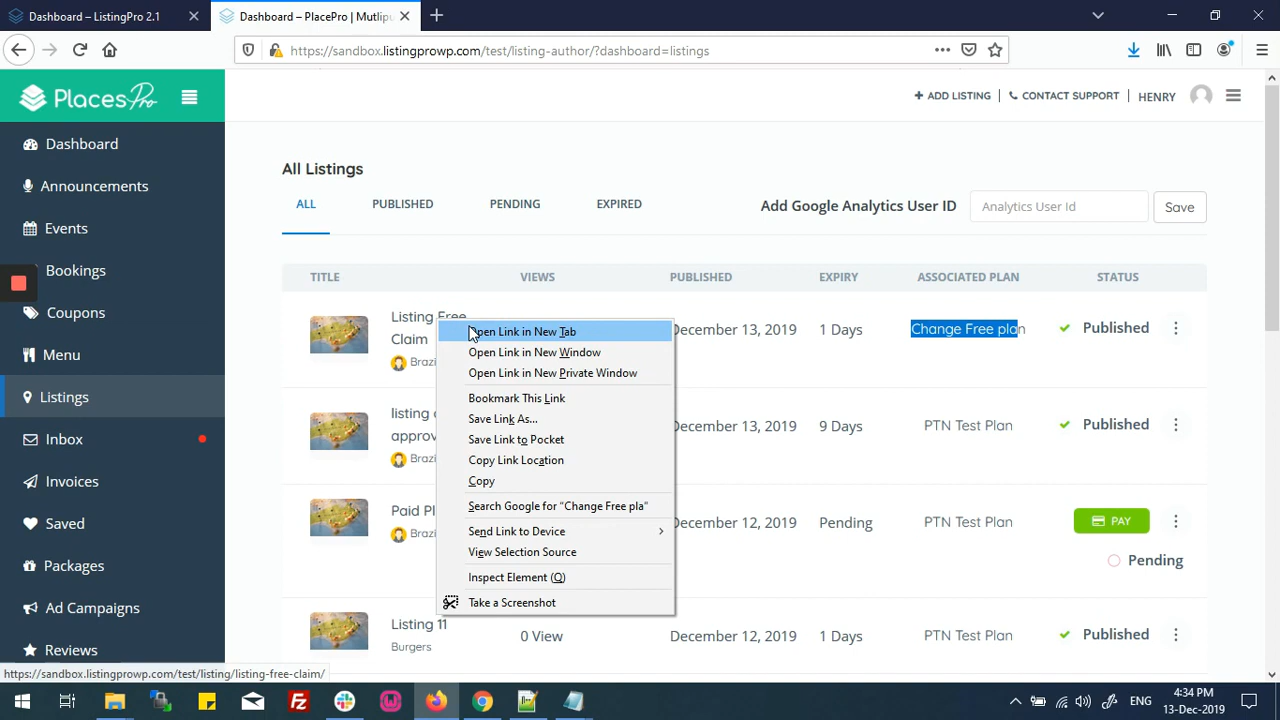 Dashboard – ListingPro 2.1
Dashboard – PlacePro | Mutlipu
https://sandbox.listingprowp.com/test/listing-author/?dashboard=listings
PlacesPro
+ ADD LISTING
CONTACT SUPPORT
HENRY
Dashboard
Announcements
Events
Bookings
Coupons
Menu
Listings
Inbox
Invoices
Saved
Packages
Ad Campaigns
Reviews
All Listings
ALL
PUBLISHED
PENDING
EXPIRED
Add Google Analytics User ID
Analytics User Id
Save
TITLE
VIEWS
PUBLISHED
EXPIRY
ASSOCIATED PLAN
STATUS
Listing Free
Claim
Brazi
December 13, 2019
1 Days
Change Free plan
Published
listing
approv
Brazi
December 13, 2019
9 Days
PTN Test Plan
Published
Paid Pl
Brazi
December 12, 2019
Pending
PTN Test Plan
PAY
Pending
Listing 11
Burgers
0 View
December 12, 2019
1 Days
PTN Test Plan
Published
Open Link in New Tab
Open Link in New Window
Open Link in New Private Window
Bookmark This Link
Save Link As...
Save Link to Pocket
Copy Link Location
Copy
Search Google for “Change Free pla”
Send Link to Device
View Selection Source
Inspect Element (Q)
Take a Screenshot
https://sandbox.listingprowp.com/test/listing/listing-free-claim/
ENG
4:34 PM
13-Dec-2019